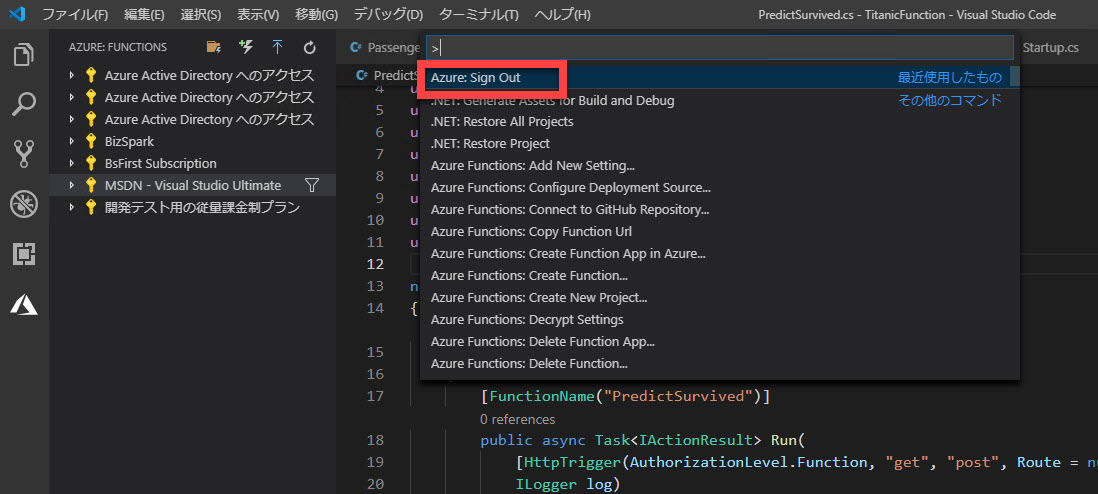 ファイル(F) 編集(E) 選択(S) 表示(V) 移動(G) デバッグ(D) ターミナル(T) ヘルプ(H) PredictSurvived.cs - TitanicFunction - Visual Studio Code
AZURE: FUNCTIONS
Azure Active Directory へのアクセス
Azure Active Directory へのアクセス
Azure Active Directory へのアクセス
BizSpark
BsFirst Subscription
MSDN - Visual Studio Ultimate
開発テスト用の従量課金制プラン
C# Passenge
Startup.cs
C# PredictS
>
Azure: Sign Out 最近使用したもの
.NET: Generate Assets for Build and Debug その他のコマンド
.NET: Restore All Projects
.NET: Restore Project
Azure Functions: Add New Setting...
Azure Functions: Configure Deployment Source...
Azure Functions: Connect to GitHub Repository...
Azure Functions: Copy Function Url
Azure Functions: Create Function App in Azure...
Azure Functions: Create Function...
Azure Functions: Create New Project...
Azure Functions: Decrypt Settings
Azure Functions: Delete Function App...
Azure Functions: Delete Function...
4 u
5 u
6 u
7 u
8 u
9 u
10 u
11 u
12
13 n
14 {
15
16
17 [FunctionName("PredictSurvived")]
0 references
18 public async Task<IActionResult> Run(
19 [HttpTrigger(AuthorizationLevel.Function, "get", "post", Route = nu
20 ILogger log)